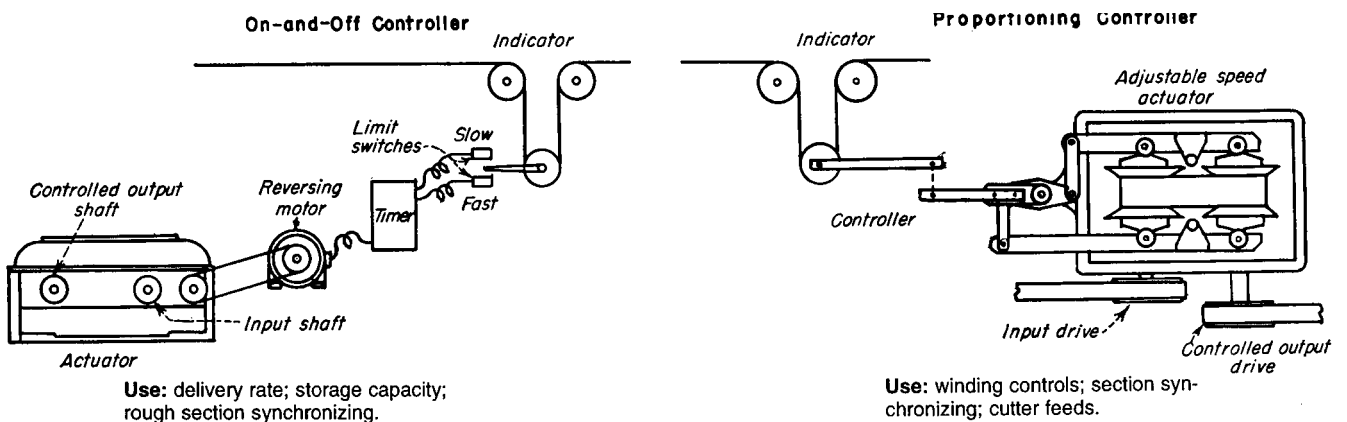 On-and-Off Controller
Indicator
Limit
switches
Slow
Fast
Controlled output
shaft
Reversing
motor
Timer
Input shaft
Actuator
Use: delivery rate; storage capacity;
rough section synchronizing.
Proportioning Controller
Indicator
Adjustable speed
actuator
Controller
Input drive
Controlled output
drive
Use: winding controls; section syn-
chronizing; cutter feeds.